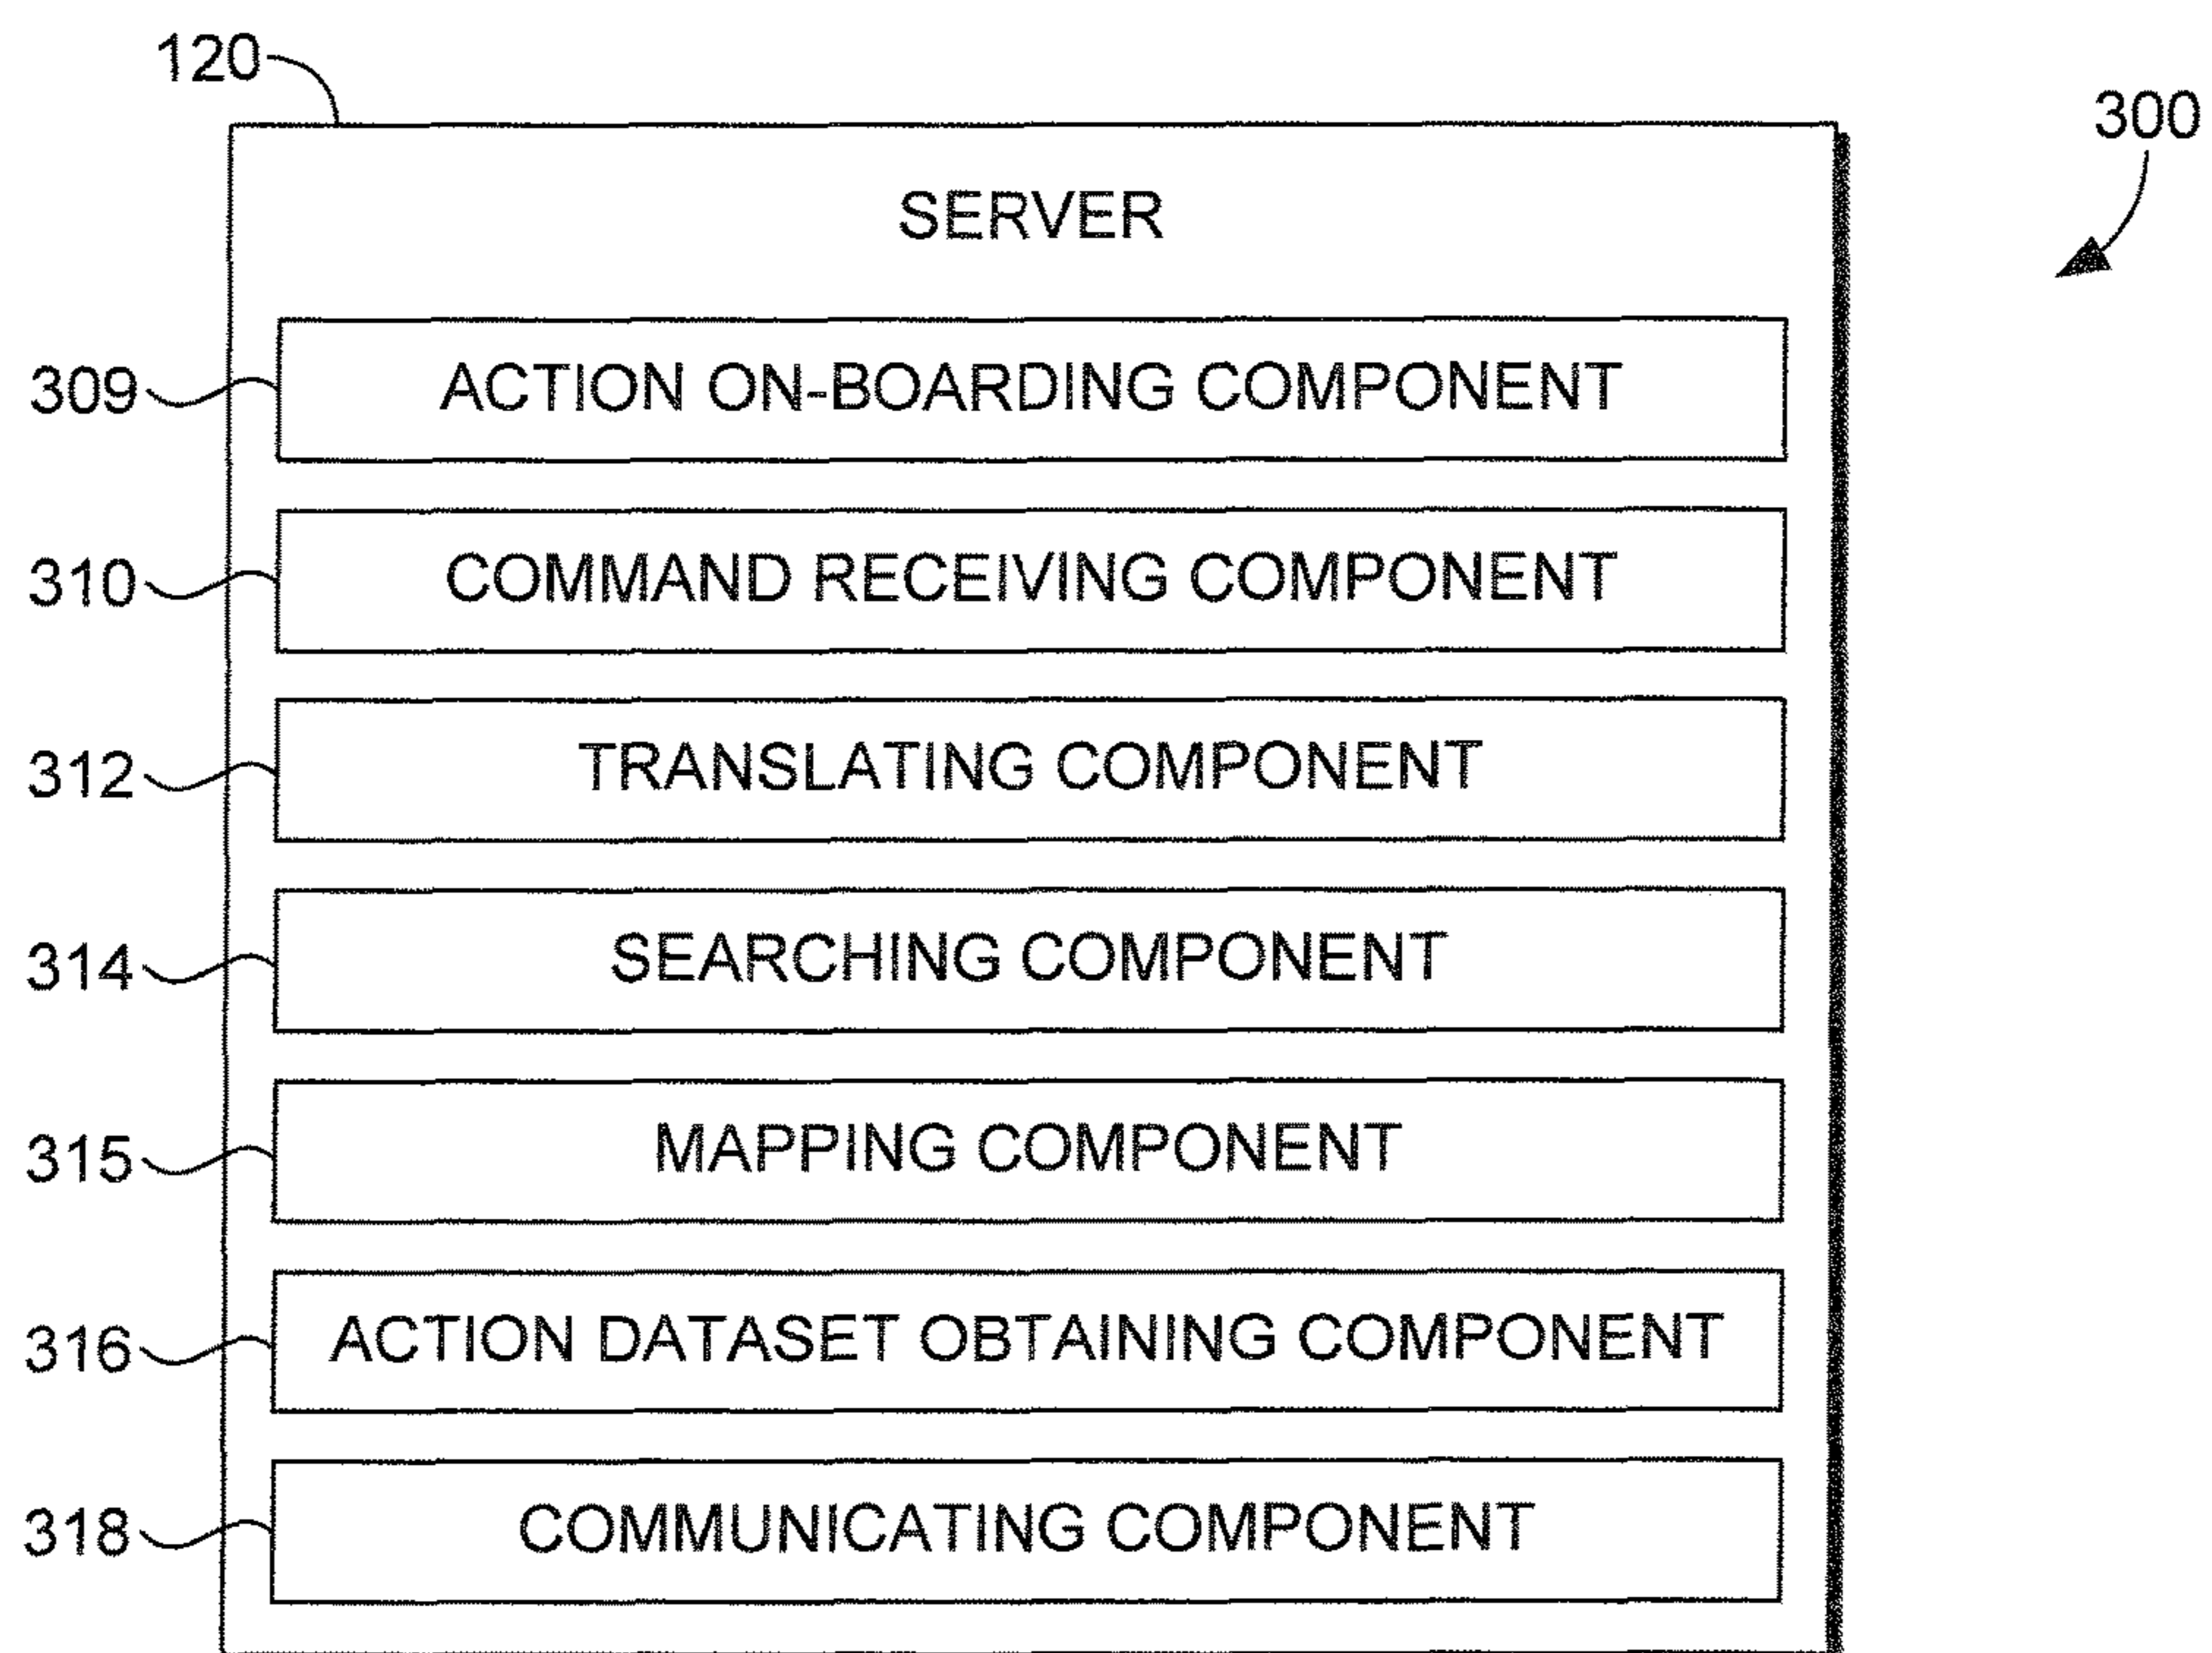 120
300
SERVER
309 ACTION ON-BOARDING COMPONENT
310 COMMAND RECEIVING COMPONENT
312 TRANSLATING COMPONENT
314 SEARCHING COMPONENT
315 MAPPING COMPONENT
316 ACTION DATASET OBTAINING COMPONENT
318 COMMUNICATING COMPONENT